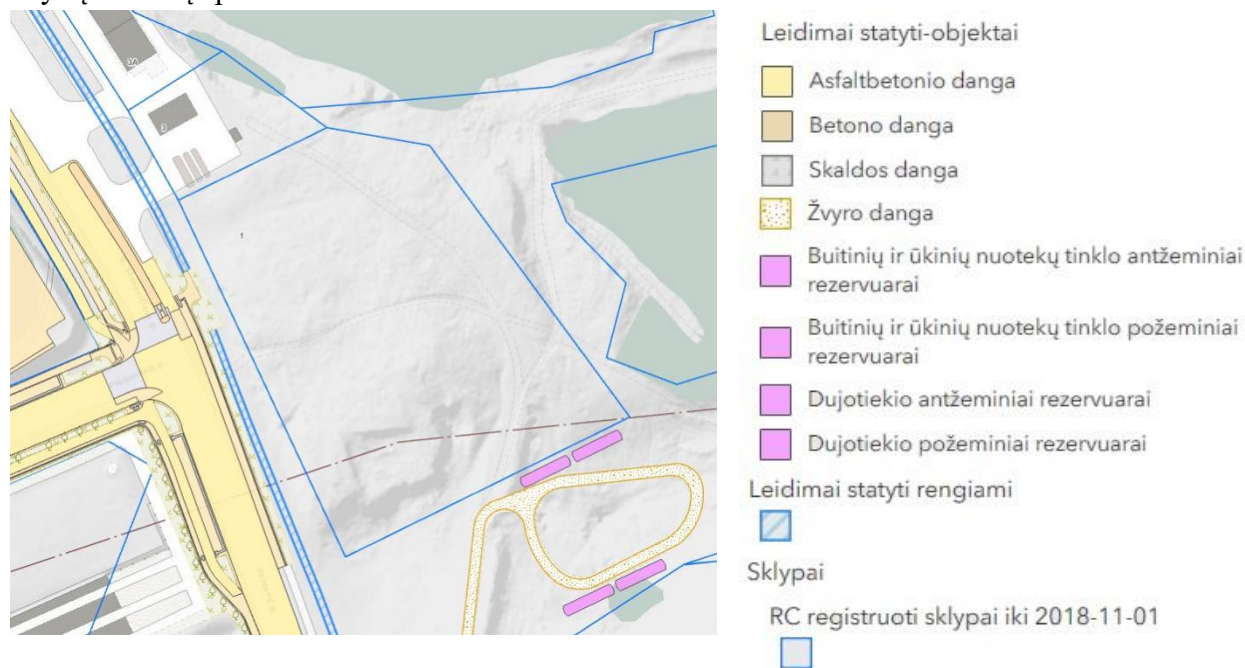 Leidimai statyti-objektai
Asfaltbetonio danga
Betono danga
Skaldos danga
Žvyro danga
Buitinių ir ūkinių nuotekų tinklo antžeminiai
rezervuarai
Buitinių ir ūkinių nuotekų tinklo požeminiai
rezervuarai
Dujotiekio antžeminiai rezervuarai
Dujotiekio požeminiai rezervuarai
Leidimai statyti rengiami
Sklypai
RC registruoti sklypai iki 2018-11-01